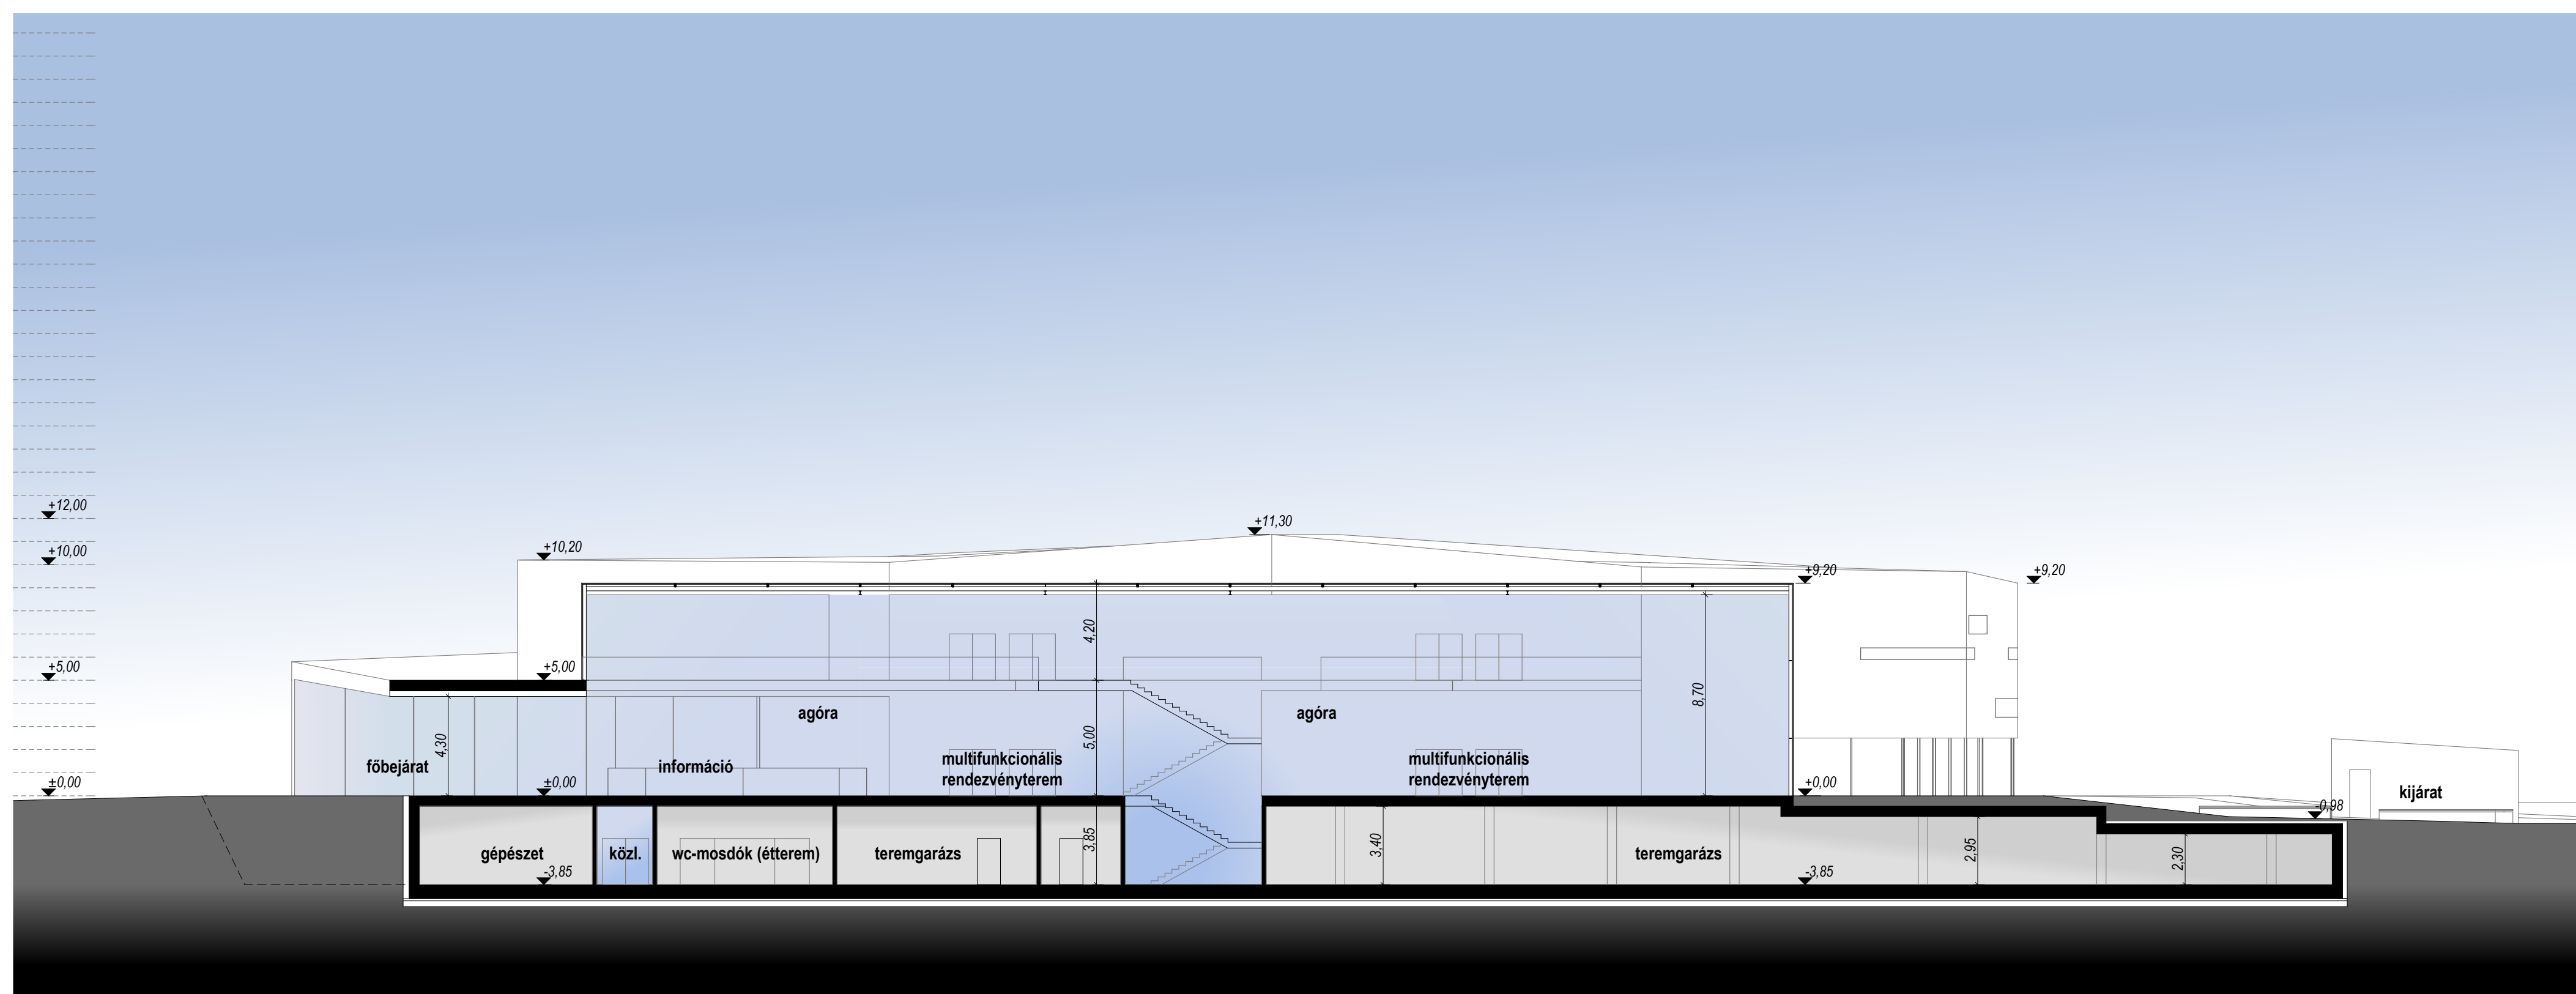 +12,00
+11,30
+10,00
+10,20
+9,20
+9,20
4,20
+5,00
+5,00
8,70
agóra
agóra
4,30
5,00
főbejárat
információ
multifunkcionális
rendezvényterem
multifunkcionális
rendezvényterem
±0,00
±0,00
+0,00
kijárat
-0,98
gépészet
közl.
wc-mosdók (étterem)
teremgarázs
3,85
3,40
teremgarázs
2,95
2,30
-3,85
-3,85